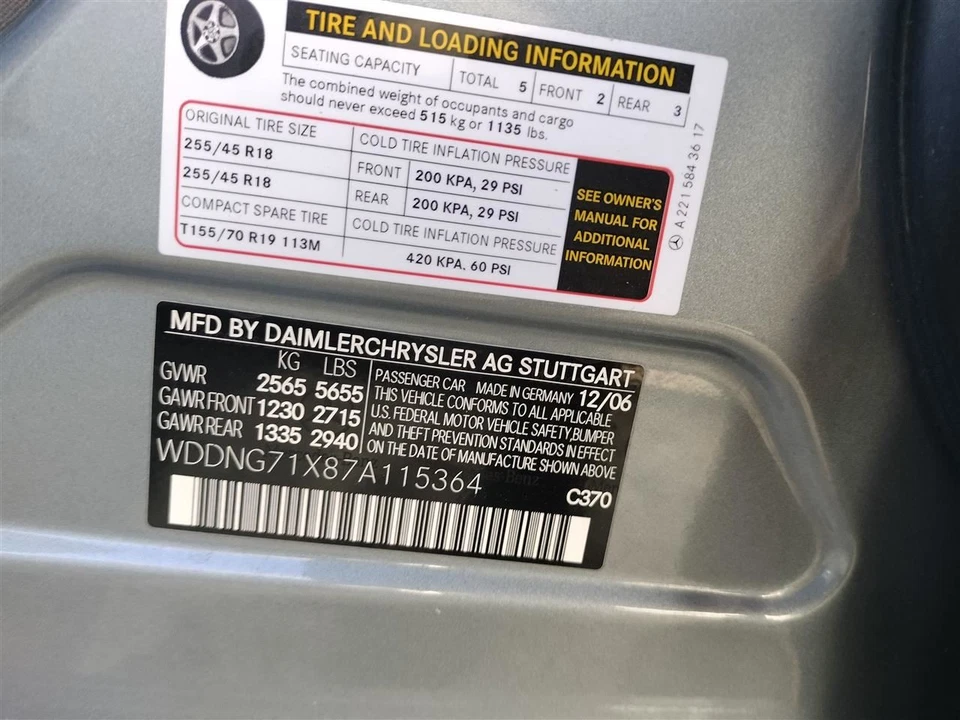 TIRE AND LOADING INFORMATION
SEATING CAPACITY TOTAL 5 FRONT 2 REAR 3
The combined weight of occupants and cargo
should never exceed 515 kg or 1135 lbs.
ORIGINAL TIRE SIZE COLD TIRE INFLATION PRESSURE
255/45 R18 FRONT 200 KPA, 29 PSI
255/45 R18 REAR 200 KPA, 29 PSI
COMPACT SPARE TIRE COLD TIRE INFLATION PRESSURE
T155/70 R19 113M 420 KPA, 60 PSI
SEE OWNER'S
MANUAL FOR
ADDITIONAL
INFORMATION
A 221 584 36 17
MFD BY DAIMLERCHRYSLER AG STUTTGART
KG LBS
GVWR 2565 5655
GAWR FRONT 1230 2715
GAWR REAR 1335 2940
PASSENGER CAR MADE IN GERMANY 12/06
THIS VEHICLE CONFORMS TO ALL APPLICABLE
U.S. FEDERAL MOTOR VEHICLE SAFETY,BUMPER
AND THEFT PREVENTION STANDARDS IN EFFECT
ON THE DATE OF MANUFACTURE SHOWN ABOVE
WDDNG71X87A115364
C370